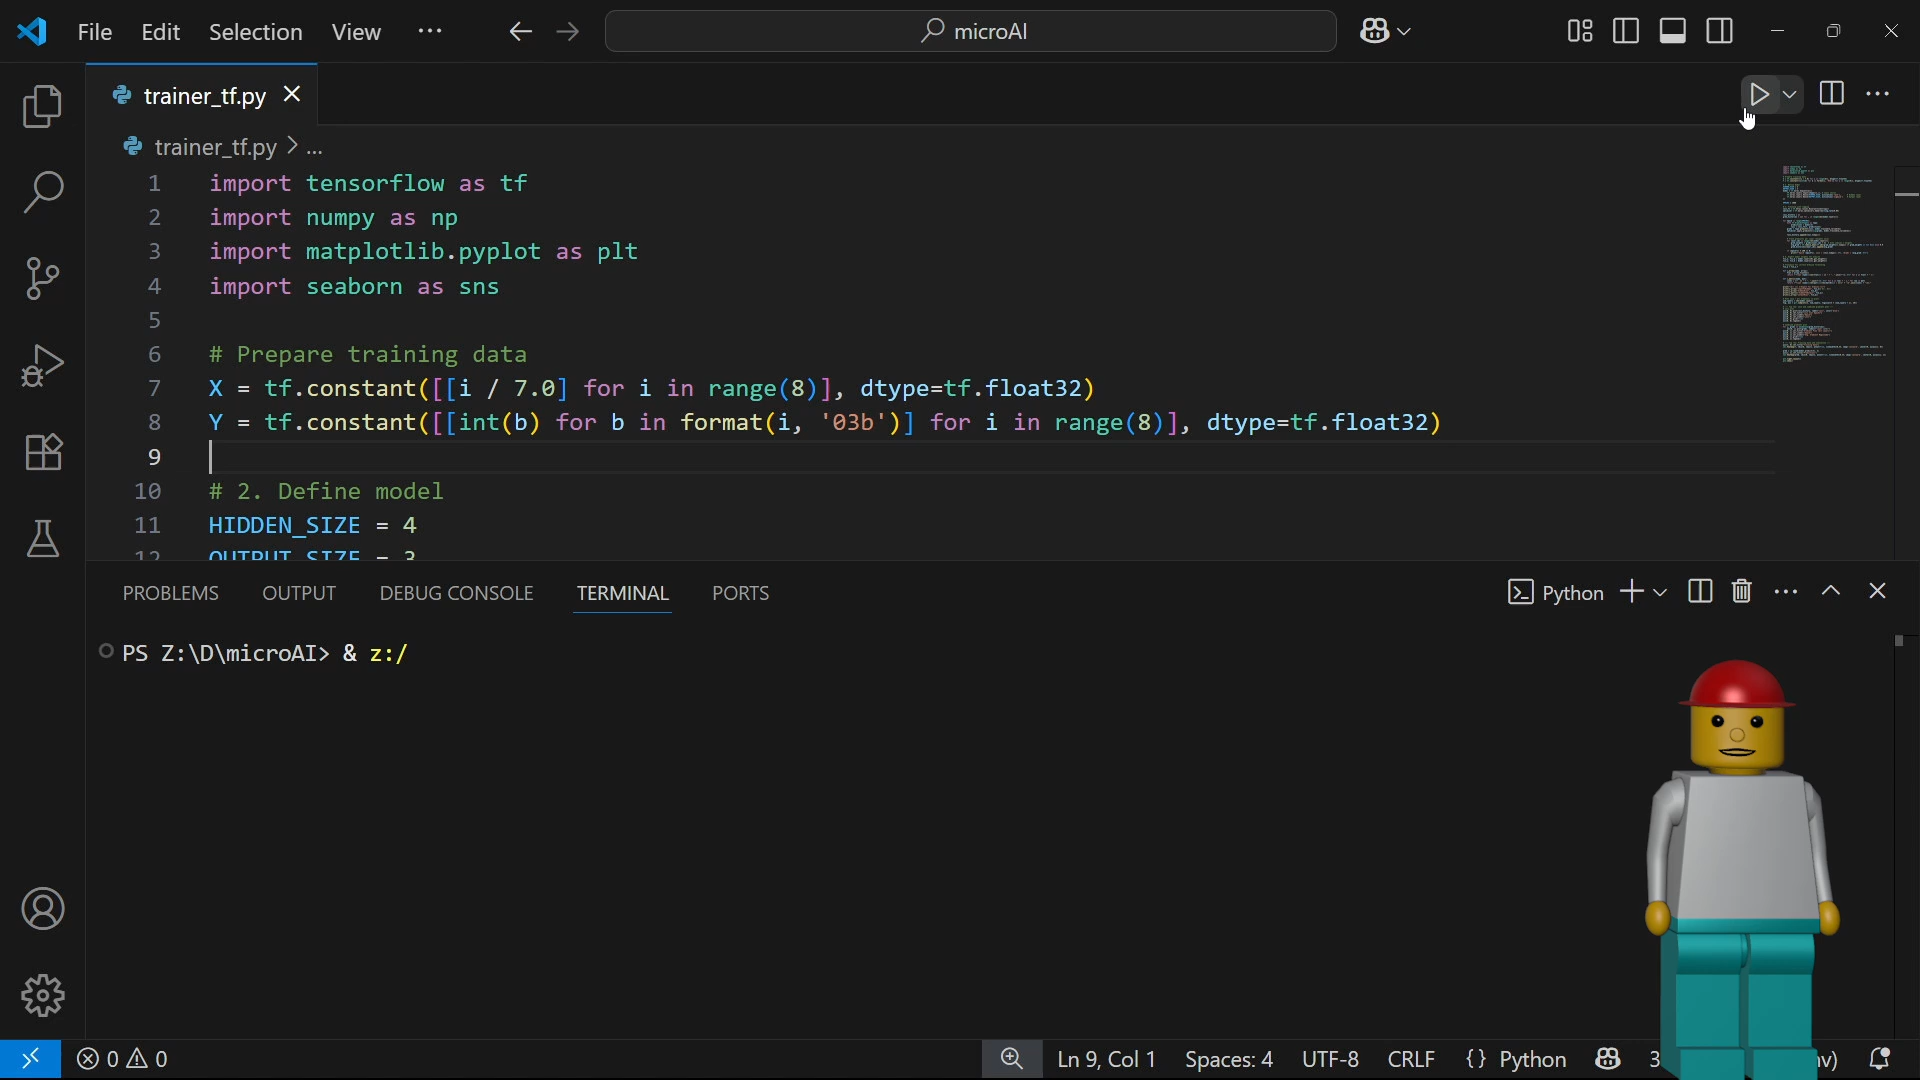 File Edit Selection View ...
microAI
trainer_tf.py
trainer_tf.py > ...
1 import tensorflow as tf
2 import numpy as np
3 import matplotlib.pyplot as plt
4 import seaborn as sns
5
6 # Prepare training data
7 X = tf.constant([[i / 7.0] for i in range(8)], dtype=tf.float32)
8 Y = tf.constant([[int(b) for b in format(i, '03b')] for i in range(8)], dtype=tf.float32)
9
10 # 2. Define model
11 HIDDEN_SIZE = 4
12 OUTPUT_SIZE = 3
PROBLEMS OUTPUT DEBUG CONSOLE TERMINAL PORTS
Python
PS Z:\D\microAI> & z:/
0 0
Ln 9, Col 1 Spaces: 4 UTF-8 CRLF {} Python